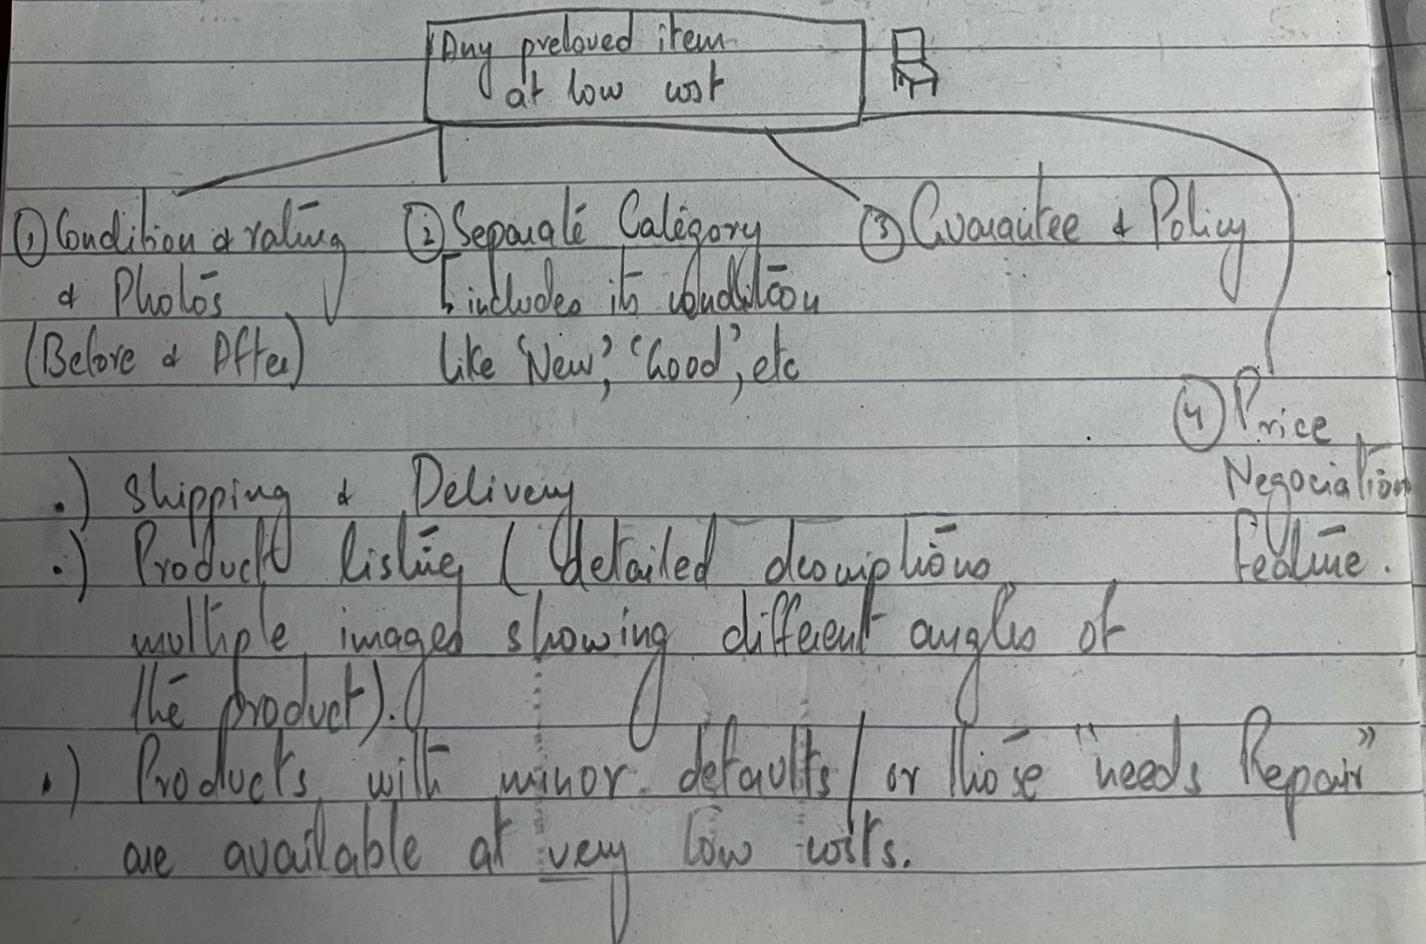 Any preloved item
at low cost
① Condition & rating
& Photos
(Before & After)
② Separate Category
includes its condition
like 'New', 'Good', etc
③ Guarantee & Policy
④ Price
Negociation
Feature.
•) Shipping & Delivery
•) Product listing (detailed descriptions
multiple images showing different angles of
the product).
•) Products with minor defaults / or those "needs Repair"
are available at very low costs.